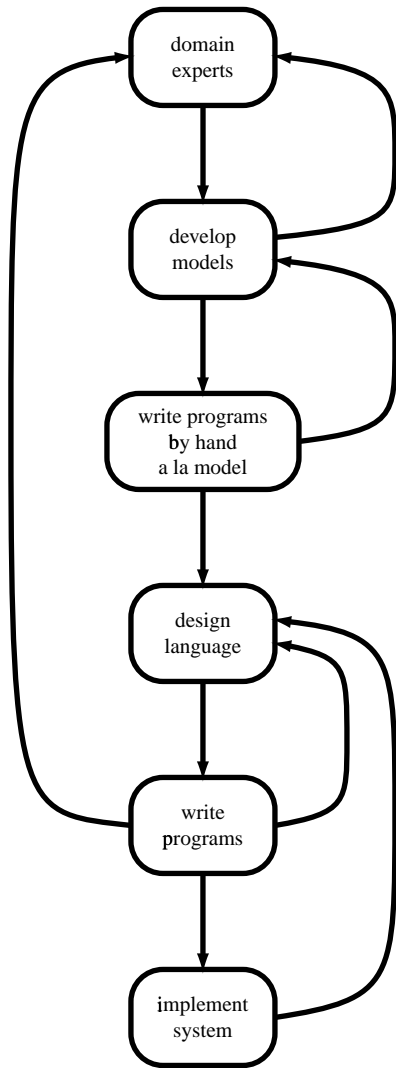 domain
experts
develop
models
write programs
by hand
a la model
design
language
write
programs
implement
system